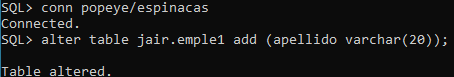 SQL> conn popeye/espinacas
Connected.
SQL> alter table jair.emple1 add (apellido varchar(20));
Table altered.